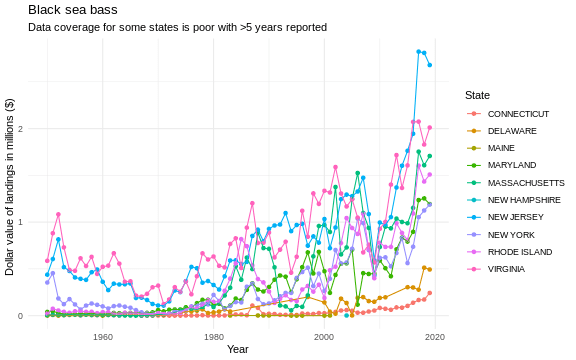 Black sea bass
Data coverage for some states is poor with >5 years reported
Dollar value of landings in millions ($)
2
1
0
1960
1980
2000
2020
Year
State
CONNECTICUT
DELAWARE
MAINE
MARYLAND
MASSACHUSETTS
NEW HAMPSHIRE
NEW JERSEY
NEW YORK
RHODE ISLAND
VIRGINIA